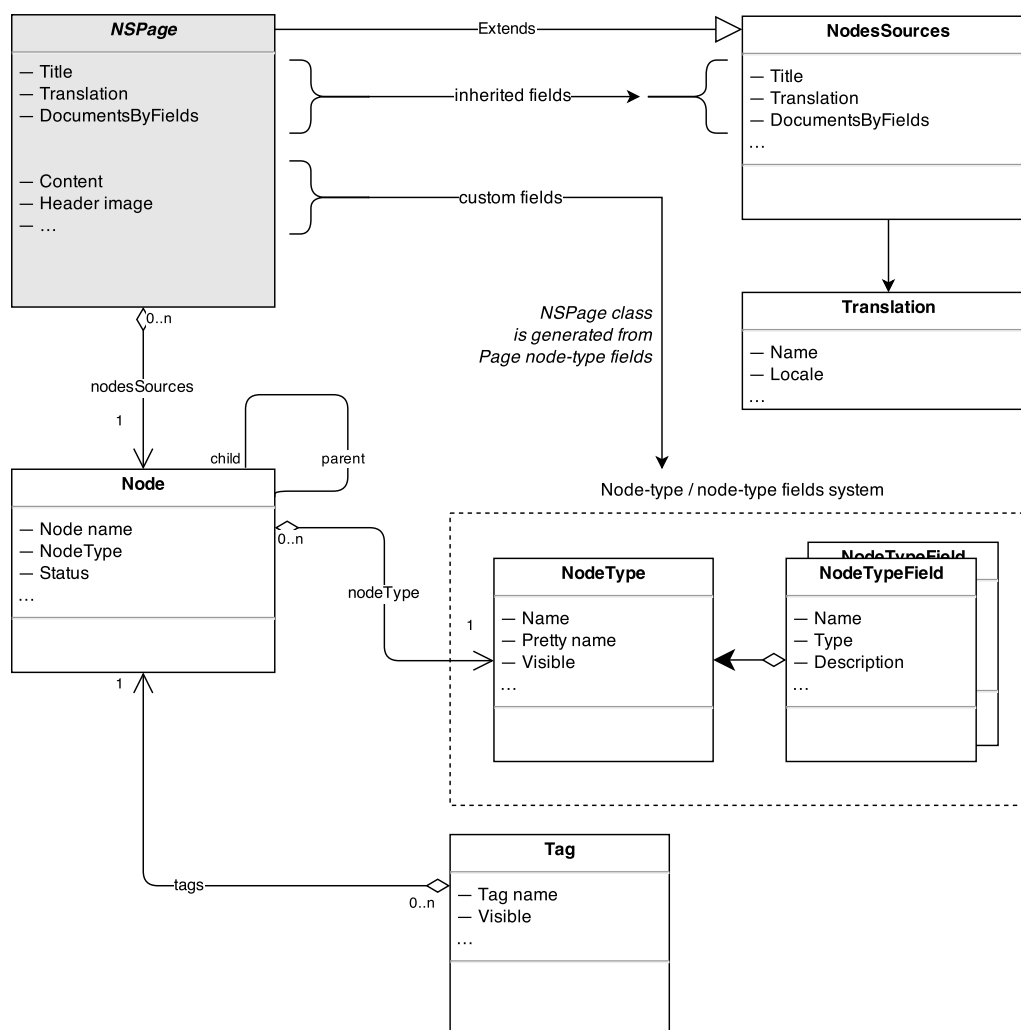 NSPage
— Title
— Translation
— DocumentsByFields
— Content
— Header image
— ...
Extends
inherited fields
custom fields
NodesSources
— Title
— Translation
— DocumentsByFields
...
NSPage class
is generated from
Page node-type fields
Translation
— Name
— Locale
...
0..n
nodesSources
1
child
parent
Node
— Node name
— NodeType
— Status
...
0..n
nodeType
1
Node-type / node-type fields system
NodeType
— Name
— Pretty name
— Visible
...
NodeTypeField
NodeTypeField
— Name
— Type
— Description
...
1
tags
0..n
Tag
— Tag name
— Visible
...